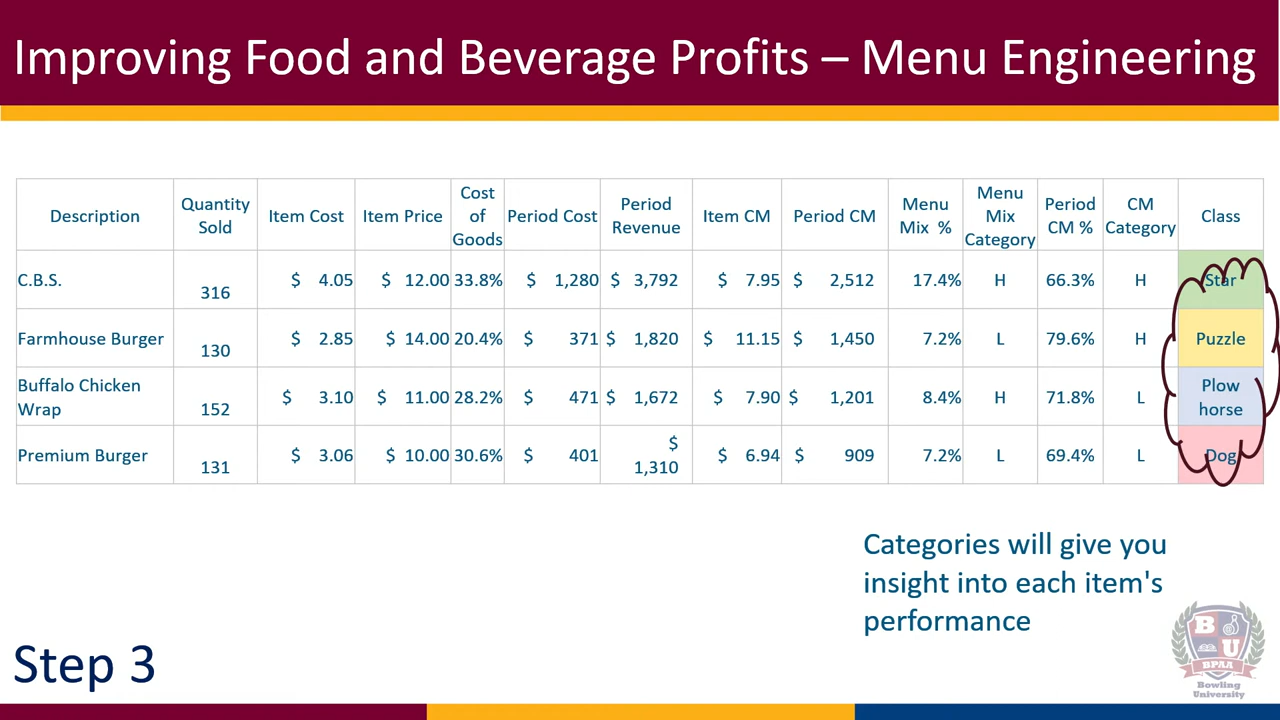 Improving Food and Beverage Profits – Menu Engineering
Description Quantity Sold Item Cost Item Price Cost of Goods Period Cost Period Revenue Item CM Period CM Menu Mix % Menu Mix Category Period CM % CM Category Class
C.B.S. 316 $ 4.05 $ 12.00 33.8% $ 1,280 $ 3,792 $ 7.95 $ 2,512 17.4% H 66.3% H Star
Farmhouse Burger 130 $ 2.85 $ 14.00 20.4% $ 371 $ 1,820 $ 11.15 $ 1,450 7.2% L 79.6% H Puzzle
Buffalo Chicken Wrap 152 $ 3.10 $ 11.00 28.2% $ 471 $ 1,672 $ 7.90 $ 1,201 8.4% H 71.8% L Plow horse
Premium Burger 131 $ 3.06 $ 10.00 30.6% $ 401 $ 1,310 $ 6.94 $ 909 7.2% L 69.4% L Dog
Categories will give you
insight into each item's
performance
Step 3
B
U
BPAA
Bowling
University